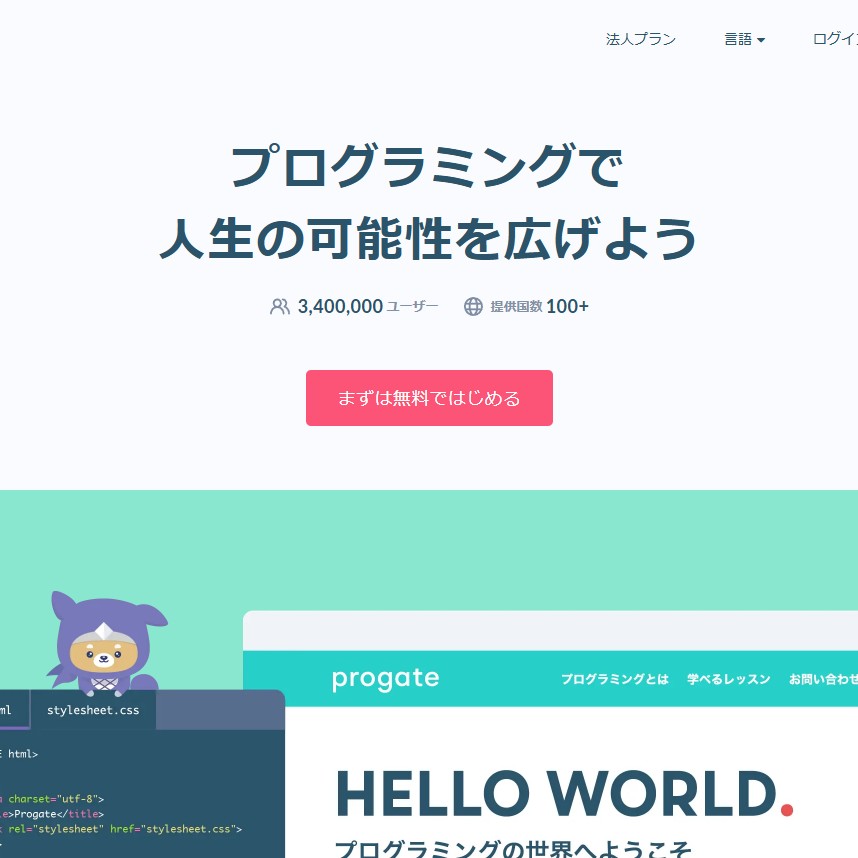 法人プラン 言語 ログイ
プログラミングで
人生の可能性を広げよう
3,400,000 ユーザー 提供国数 100+
まずは無料ではじめる
progate プログラミングとは 学べるレッスン お問い合わせ
ml stylesheet.css
E html>
charset="utf-8">
le>Progate</title>
rel="stylesheet" href="stylesheet.css">
HELLO WORLD.
プログラミングの世界へようこそ